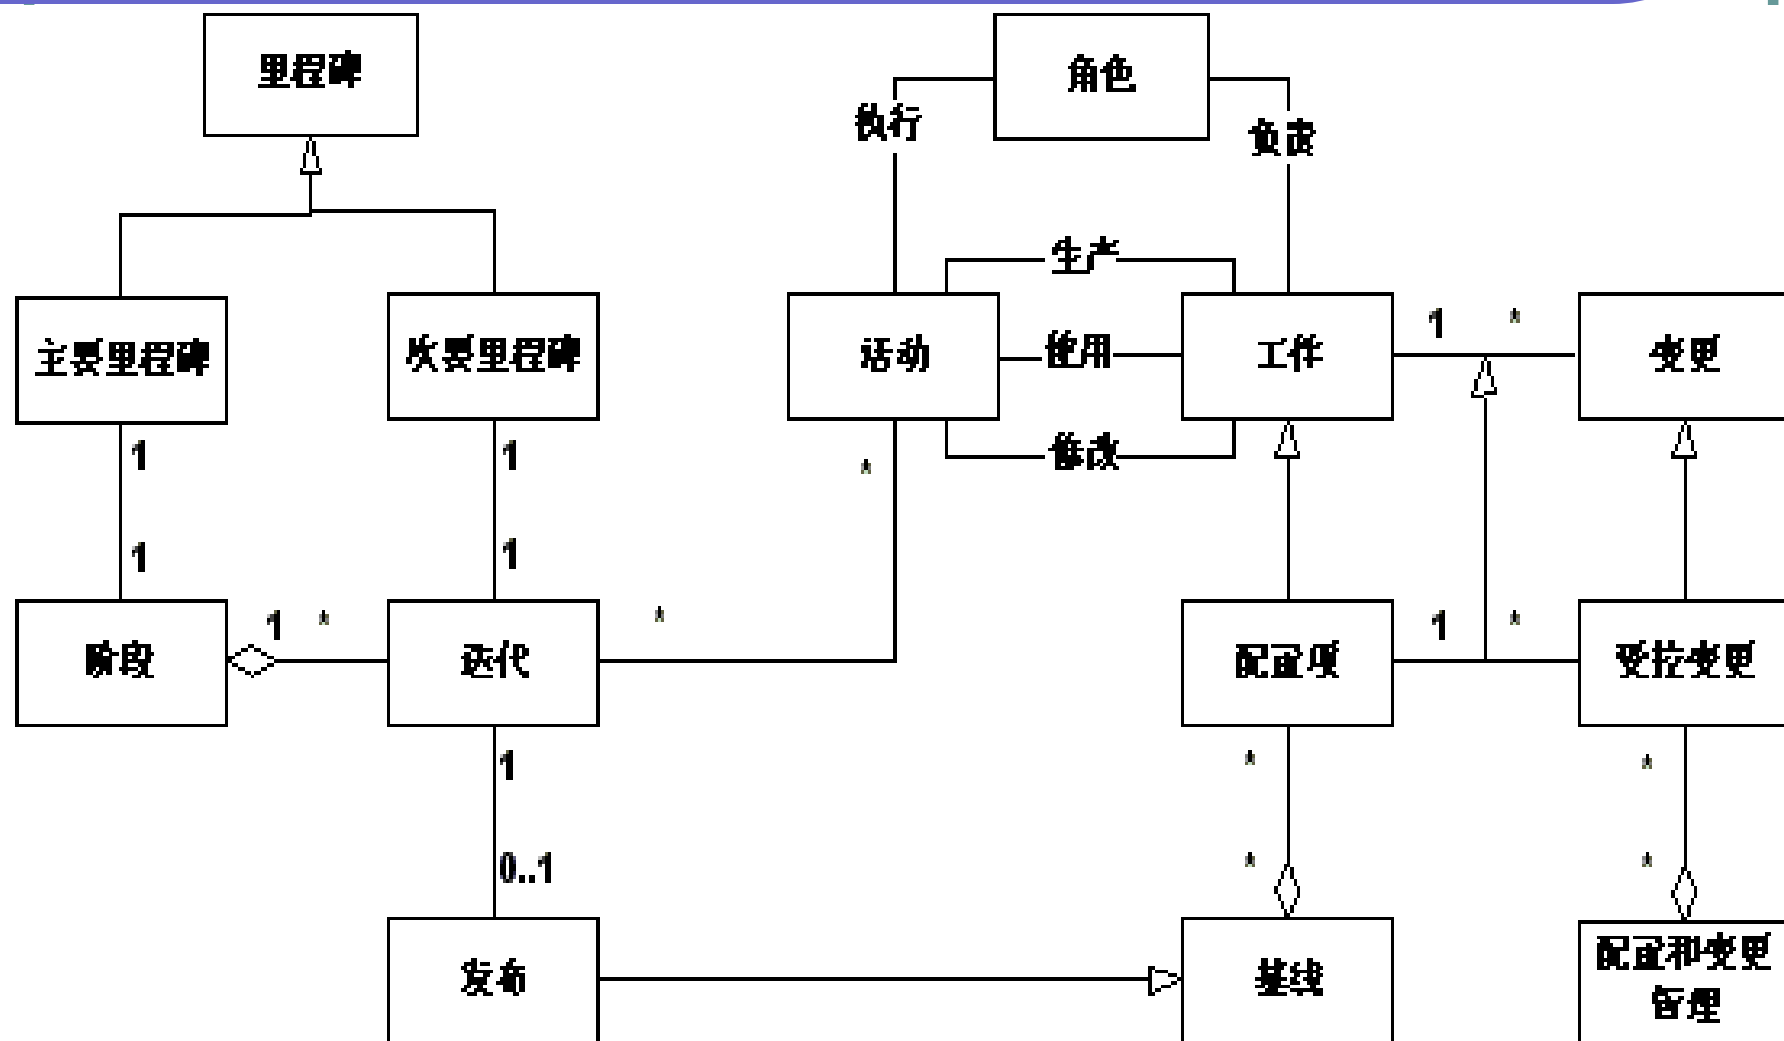 里程碑
角色
执行
负责
生产
主要里程碑
次要里程碑
活动
使用
工件
1
*
变更
修改
1
1
*
1
1
阶段
1
*
迭代
*
配置项
1
*
受控变更
1
*
*
0..1
*
*
发布
基线
配置和变更
管理